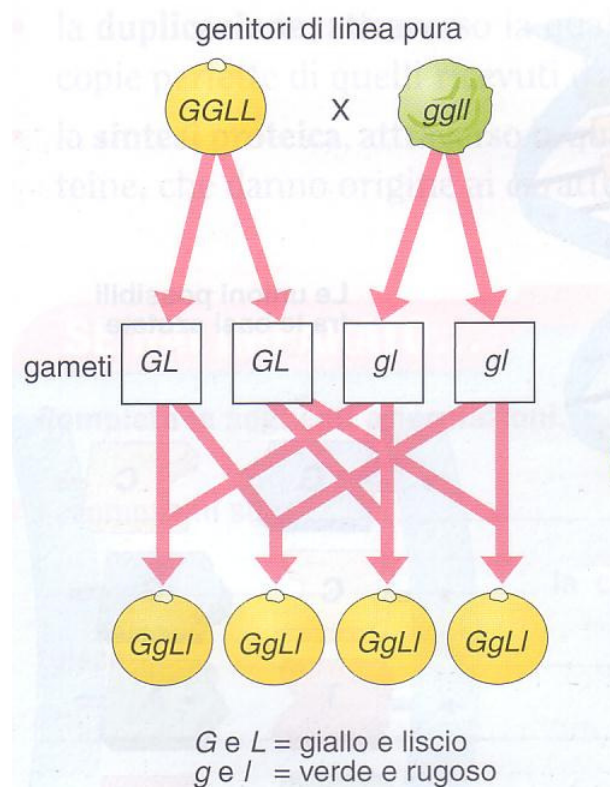 genitori di linea pura
GGLL X ggll
gameti GL GL gl gl
GgLl GgLl GgLl GgLl
G e L = giallo e liscio
g e l = verde e rugoso